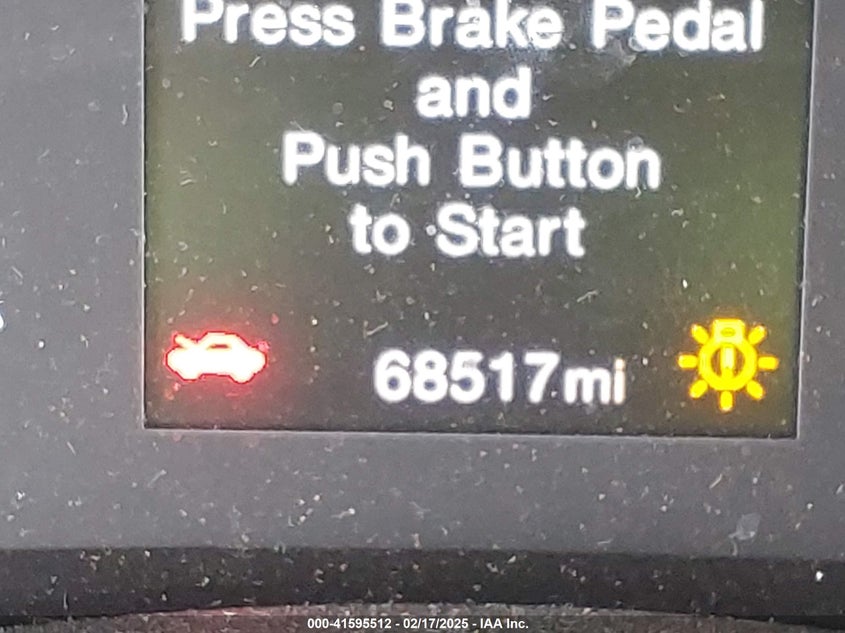 Press Brake Pedal
and
Push Button
to Start
68517mi
000-41595512 - 02/17/2025 - IAA Inc.